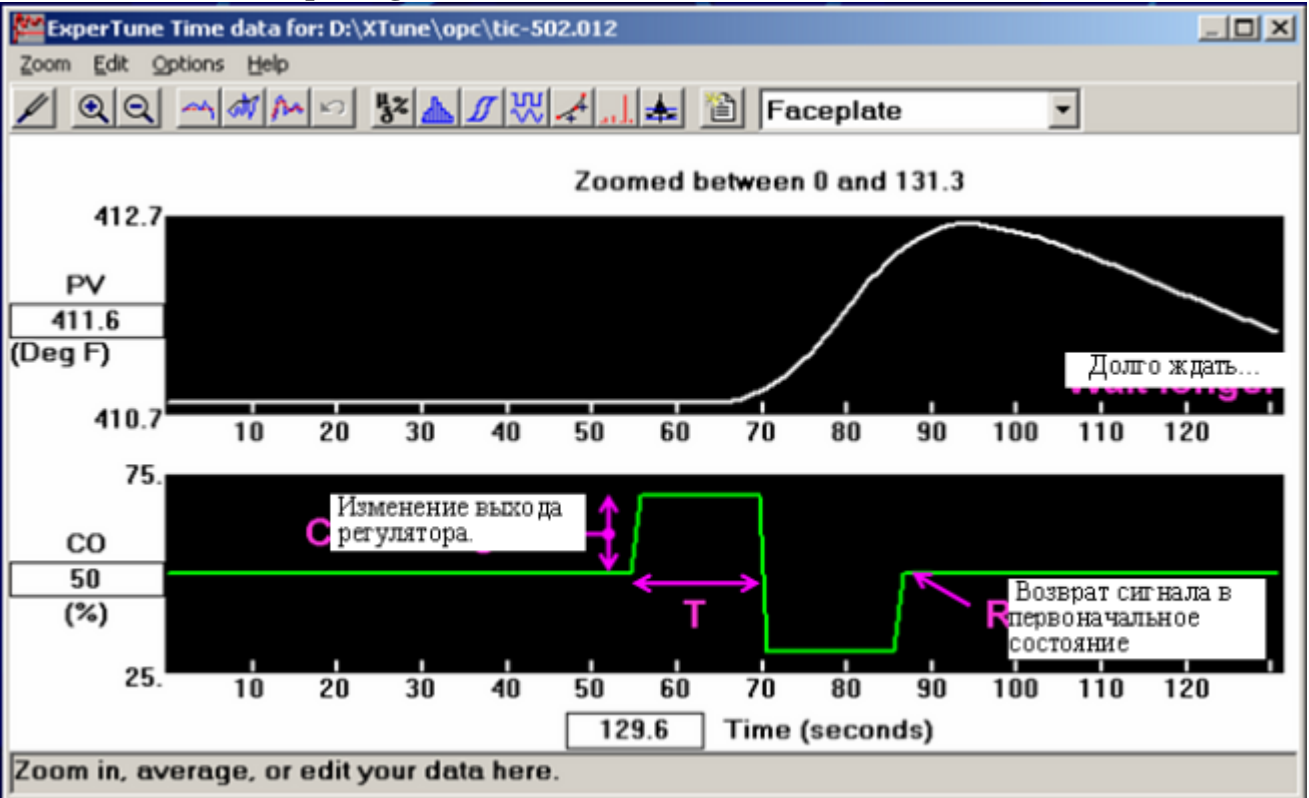 ExperTune Time data for: D:\XTune\opc\tic-502.012
Zoom Edit Options Help
Faceplate
Zoomed between 0 and 131.3
412.7
PV
411.6
(Deg F)
410.7
Долго ждать...
10 20 30 40 50 60 70 80 90 100 110 120
75.
Изменение выхода
регулятора.
CO
50
(%)
T
Возврат сигнала в
первоначальное
состояние
25.
10 20 30 40 50 60 70 80 90 100 110 120
129.6 Time (seconds)
Zoom in, average, or edit your data here.